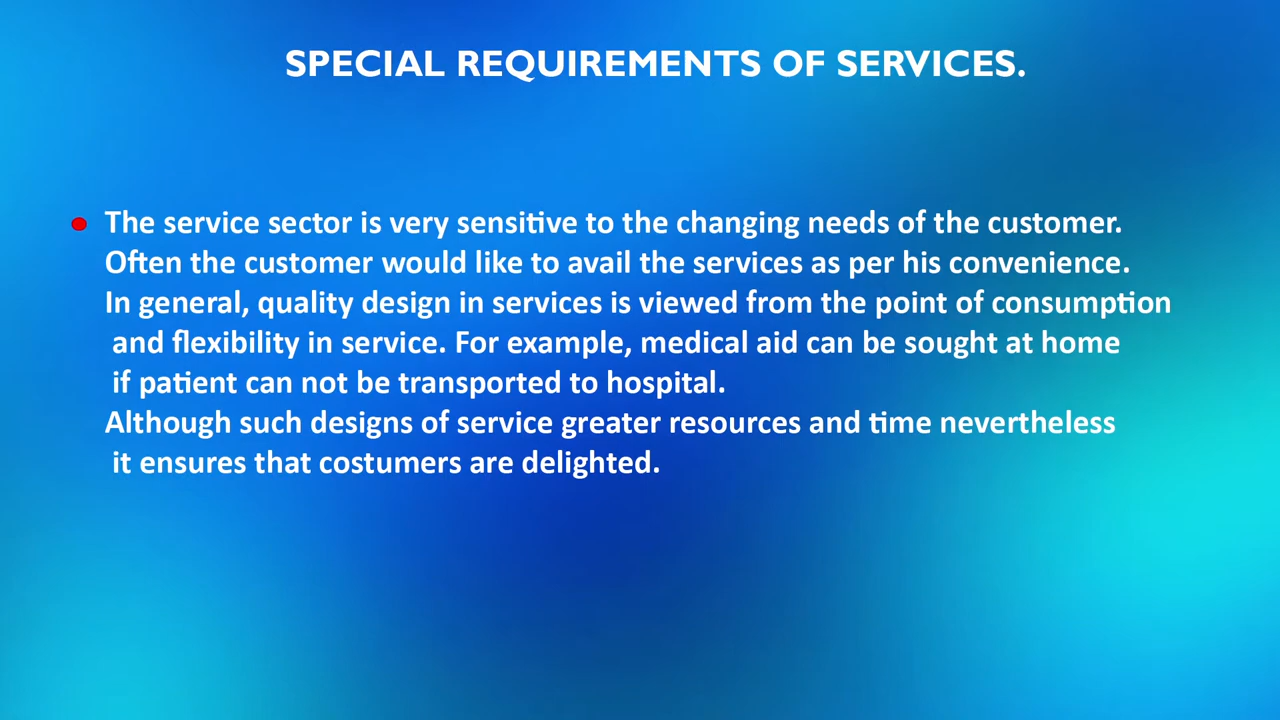 SPECIAL REQUIREMENTS OF SERVICES.
The service sector is very sensitive to the changing needs of the customer.
Often the customer would like to avail the services as per his convenience.
In general, quality design in services is viewed from the point of consumption
and flexibility in service. For example, medical aid can be sought at home
if patient can not be transported to hospital.
Although such designs of service greater resources and time nevertheless
it ensures that costumers are delighted.